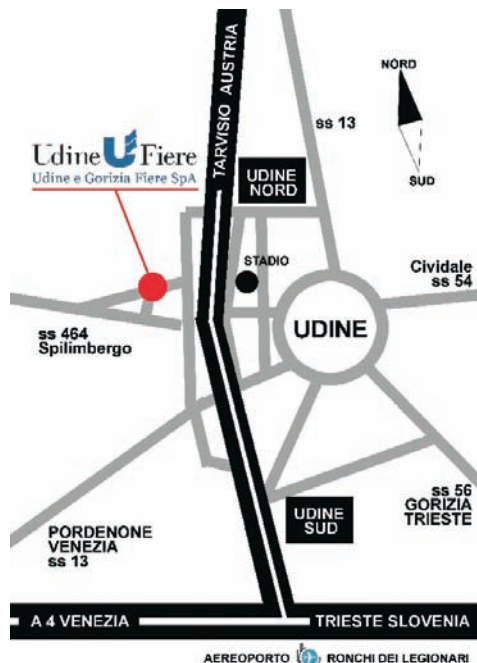 TARVISIO AUSTRIA
NORD
SUD
ss 13
Udine Fiere
Udine e Gorizia Fiere SpA
UDINE
NORD
STADIO
Cividale
ss 54
UDINE
ss 464
Spilimbergo
ss 56
GORIZIA
TRIESTE
UDINE
SUD
PORDENONE
VENEZIA
ss 13
A 4 VENEZIA
TRIESTE SLOVENIA
AEREOPORTO RONCHI DEI LEGIONARI